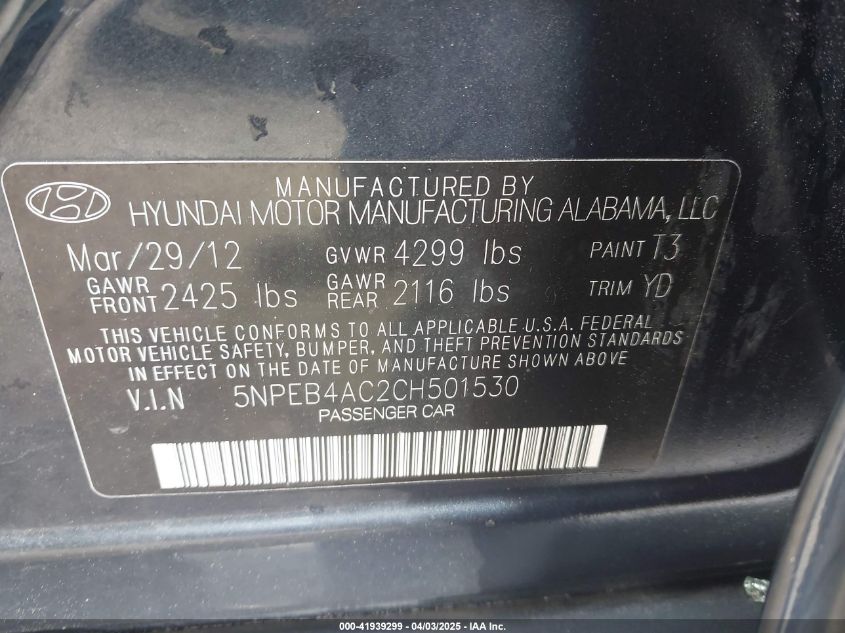 MANUFACTURED BY
HYUNDAI MOTOR MANUFACTURING ALABAMA, LLC
Mar/29/12 GVWR 4299 lbs PAINT T3
GAWR FRONT 2425 lbs GAWR REAR 2116 lbs TRIM YD
THIS VEHICLE CONFORMS TO ALL APPLICABLE U.S.A. FEDERAL
MOTOR VEHICLE SAFETY, BUMPER, AND THEFT PREVENTION STANDARDS
IN EFFECT ON THE DATE OF MANUFACTURE SHOWN ABOVE
V.I.N 5NPEB4AC2CH501530
PASSENGER CAR
000-41939299 - 04/03/2025 - IAA Inc.